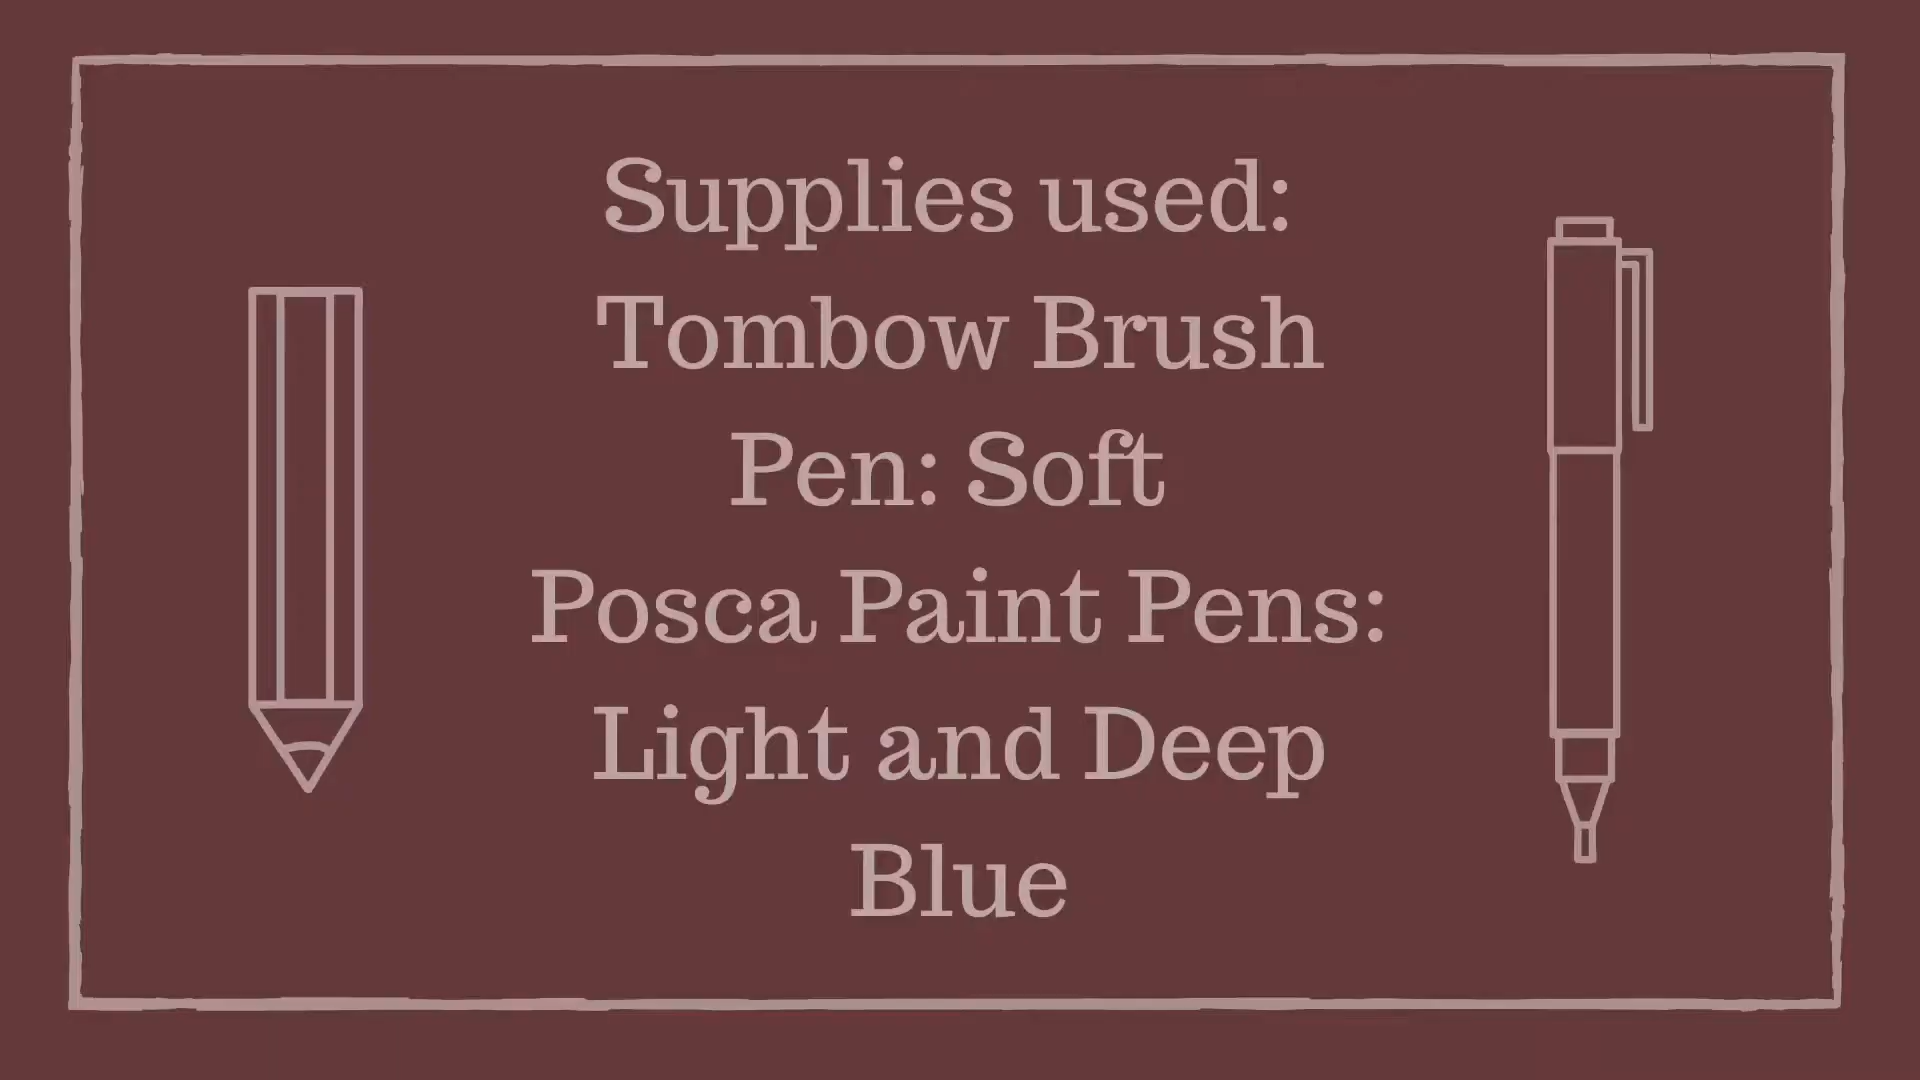 Supplies used:
Tombow Brush
Pen: Soft
Posca Paint Pens:
Light and Deep
Blue